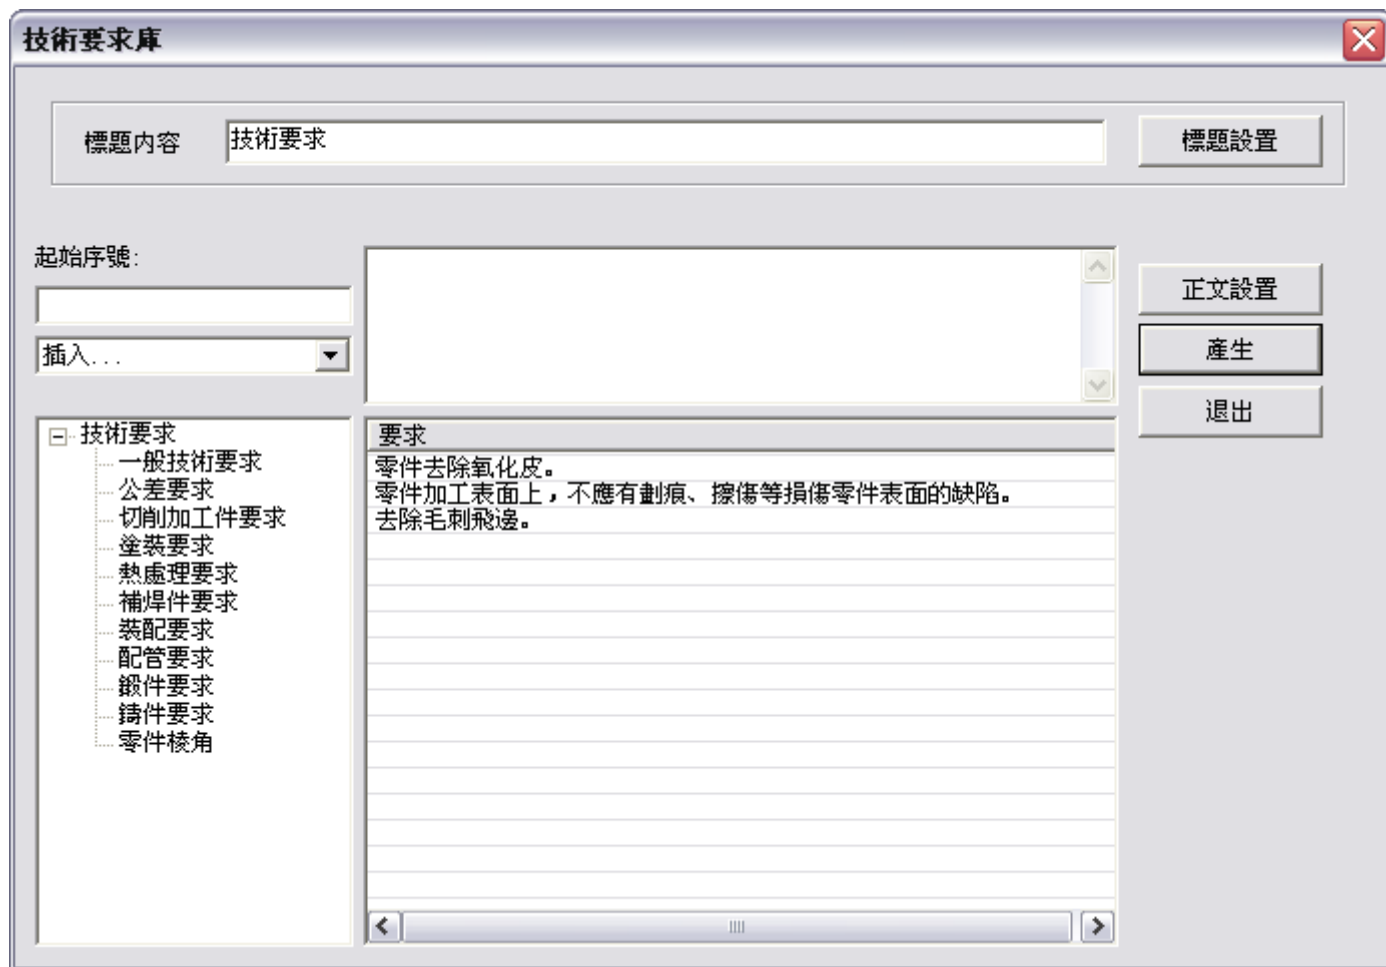 技術要求庫
標題内容
技術要求
標題設置
起始序號:
插入...
正文設置
產生
退出
技術要求
一般技術要求
公差要求
切削加工件要求
塗裝要求
熱處理要求
補焊件要求
裝配要求
配管要求
鍛件要求
鑄件要求
零件棱角
要求
零件去除氧化皮。
零件加工表面上，不應有劃痕、擦傷等損傷零件表面的缺陷。
去除毛刺飛邊。